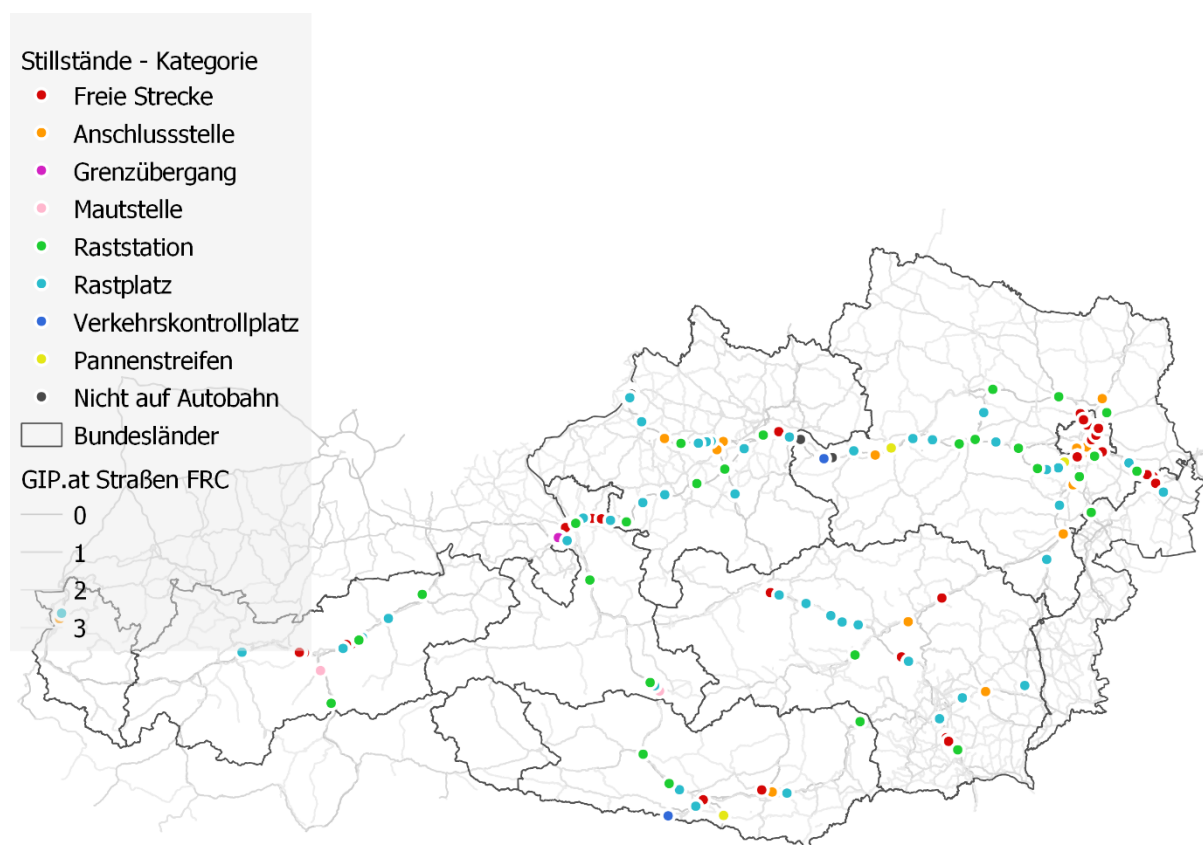 Stillstände - Kategorie
Freie Strecke
Anschlussstelle
Grenzübergang
Mautstelle
Raststation
Rastplatz
Verkehrskontrollplatz
Pannenstreifen
Nicht auf Autobahn
Bundesländer
GIP.at Straßen FRC
0
1
2
3